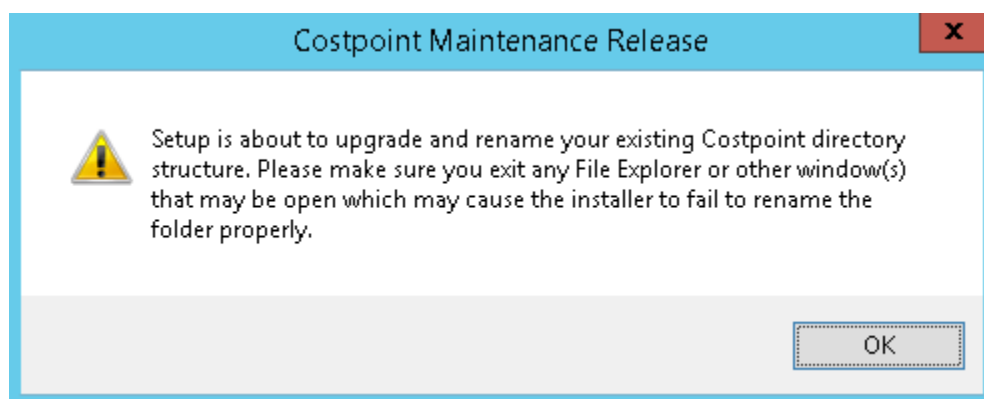 Costpoint Maintenance Release
x
Setup is about to upgrade and rename your existing Costpoint directory
structure. Please make sure you exit any File Explorer or other window(s)
that may be open which may cause the installer to fail to rename the
folder properly.
OK